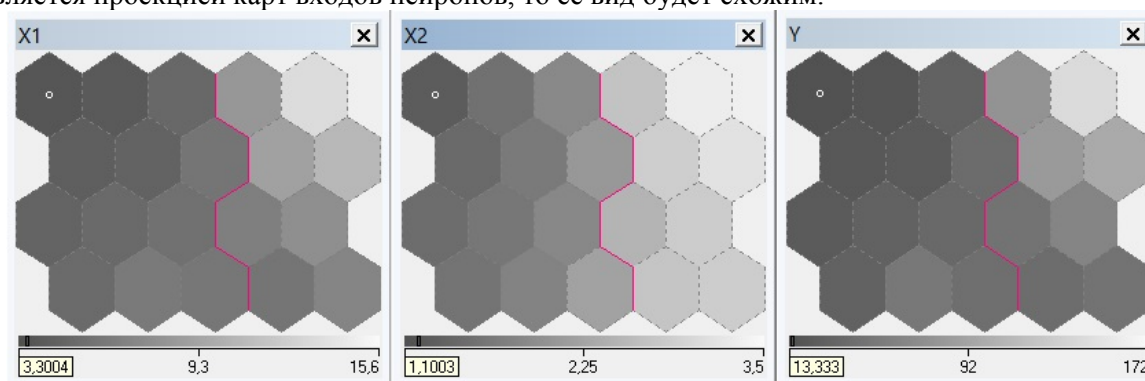 вляется проекцией карт входов нейронов, то ее вид будет схожим.
X1
X2
Y
3,3004 9,3 15,6
1,1003 2,25 3,5
13,333 92 172